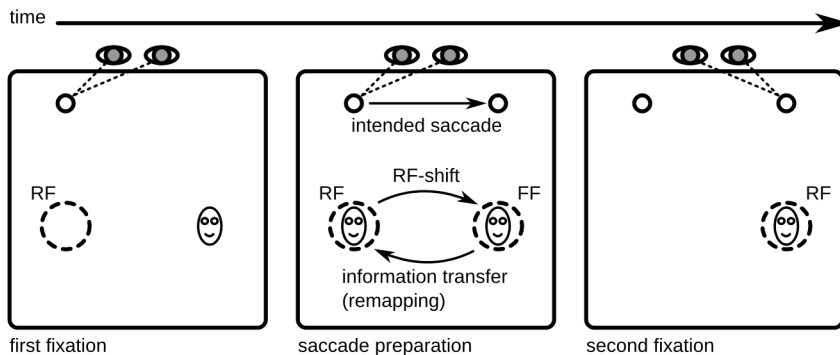 time
intended saccade
RF-shift
RF
RF
FF
RF
information transfer
(remapping)
first fixation
saccade preparation
second fixation